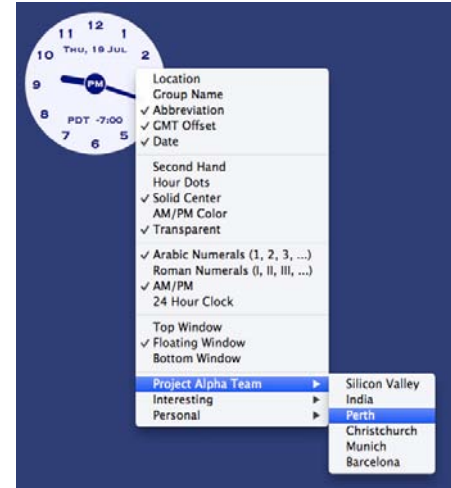 12
11 1
THU, 19 JUL
10 2
9 PM
8 PDT -7:00
7 5
6
Location
Group Name
✓ Abbreviation
✓ GMT Offset
✓ Date
Second Hand
Hour Dots
✓ Solid Center
AM/PM Color
✓ Transparent
✓ Arabic Numerals (1, 2, 3, ...)
Roman Numerals (I, II, III, ...)
✓ AM/PM
24 Hour Clock
Top Window
✓ Floating Window
Bottom Window
Project Alpha Team
Interesting
Personal
Silicon Valley
India
Perth
Christchurch
Munich
Barcelona